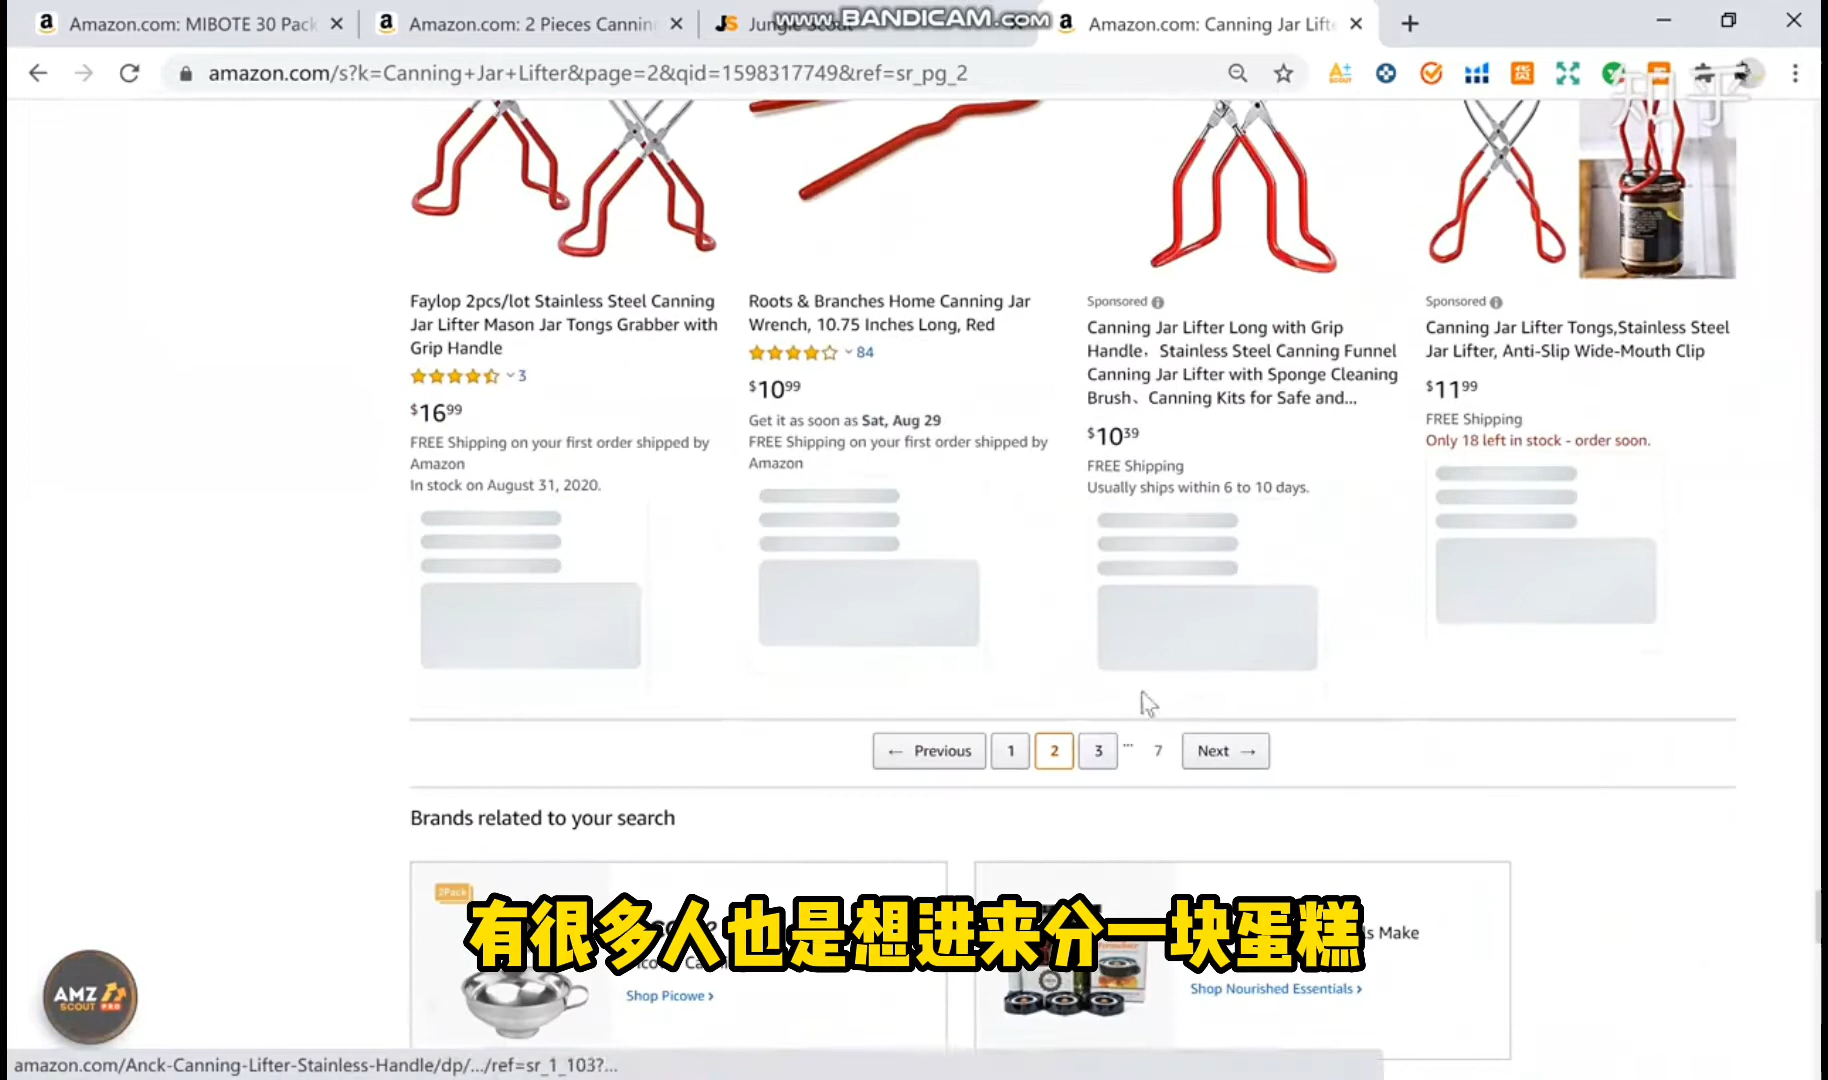 Amazon.com: MIBOTE 30 Pack
Amazon.com: 2 Pieces Canning
www.BANDICAM.com
Amazon.com: Canning Jar Lifte
amazon.com/s?k=Canning+Jar+Lifter&page=2&qid=1598317749&ref=sr_pg_2
知乎
Faylop 2pcs/lot Stainless Steel Canning
Jar Lifter Mason Jar Tongs Grabber with
Grip Handle
3
$16.99
FREE Shipping on your first order shipped by
Amazon
In stock on August 31, 2020.
Roots & Branches Home Canning Jar
Wrench, 10.75 Inches Long, Red
84
$10.99
Get it as soon as Sat, Aug 29
FREE Shipping on your first order shipped by
Amazon
Sponsored
Canning Jar Lifter Long with Grip
Handle，Stainless Steel Canning Funnel
Canning Jar Lifter with Sponge Cleaning
Brush、Canning Kits for Safe and...
$10.39
FREE Shipping
Usually ships within 6 to 10 days.
Sponsored
Canning Jar Lifter Tongs,Stainless Steel
Jar Lifter, Anti-Slip Wide-Mouth Clip
$11.99
FREE Shipping
Only 18 left in stock - order soon.
← Previous 1 2 3 ... 7 Next →
Brands related to your search
2Pack
有很多人也是想进来分一块蛋糕
Make
Shop Picowe ›
Shop Nourished Essentials ›
AMZ
SCOUT PRO
amazon.com/Anck-Canning-Lifter-Stainless-Handle/dp/.../ref=sr_1_103?...